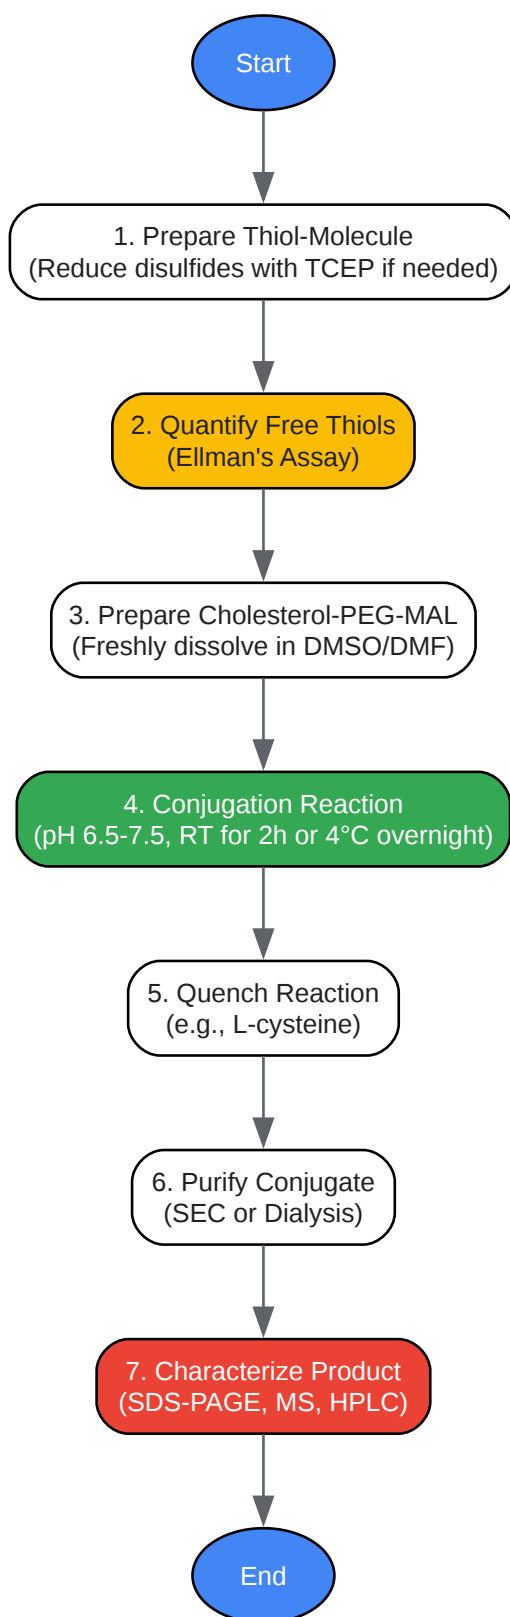 Start
1. Prepare Thiol-Molecule
(Reduce disulfides with TCEP if needed)
2. Quantify Free Thiols
(Ellman's Assay)
3. Prepare Cholesterol-PEG-MAL
(Freshly dissolve in DMSO/DMF)
4. Conjugation Reaction
(pH 6.5-7.5, RT for 2h or 4°C overnight)
5. Quench Reaction
(e.g., L-cysteine)
6. Purify Conjugate
(SEC or Dialysis)
7. Characterize Product
(SDS-PAGE, MS, HPLC)
End